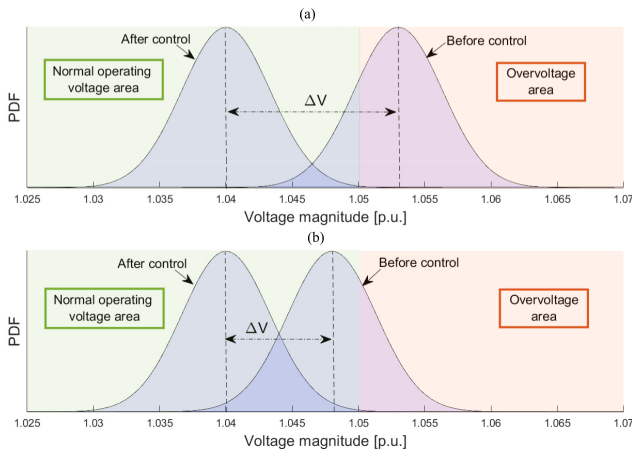 (a)
After control
Before control
Normal operating
voltage area
Overvoltage
area
ΔV
PDF
1.025 1.03 1.035 1.04 1.045 1.05 1.055 1.06 1.065 1.07
Voltage magnitude [p.u.]
(b)
After control
Before control
Normal operating
voltage area
Overvoltage
area
ΔV
PDF
1.025 1.03 1.035 1.04 1.045 1.05 1.055 1.06 1.065 1.07
Voltage magnitude [p.u.]